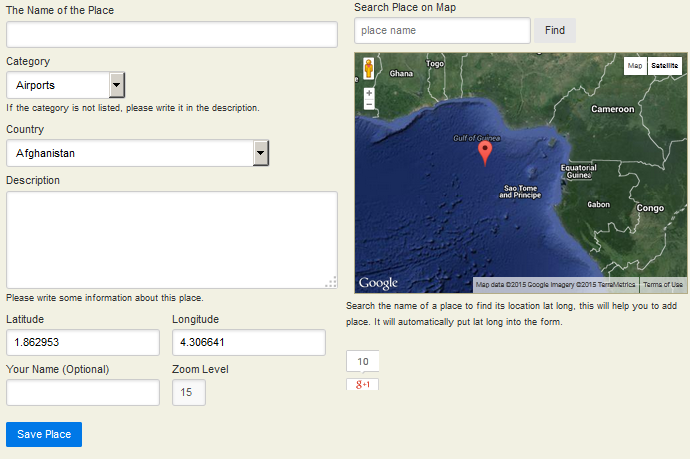 The Name of the Place
Category
Airports
If the category is not listed, please write it in the description.
Country
Afghanistan
Description
Please write some information about this place.
Latitude Longitude
1.862953 4.306641
Your Name (Optional) Zoom Level
15
Save Place
Search Place on Map
place name Find
Map Satellite
Togo
Ghana
+
−
Cameroon
Gulf of Guinea
Equatorial
Guinea
Sao Tome
and Principe
Gabon
Congo
Google Map data ©2015 Google Imagery ©2015 TerraMetrics Terms of Use
Search the name of a place to find its location lat long, this will help you to add
place. It will automatically put lat long into the form.
10
g+1